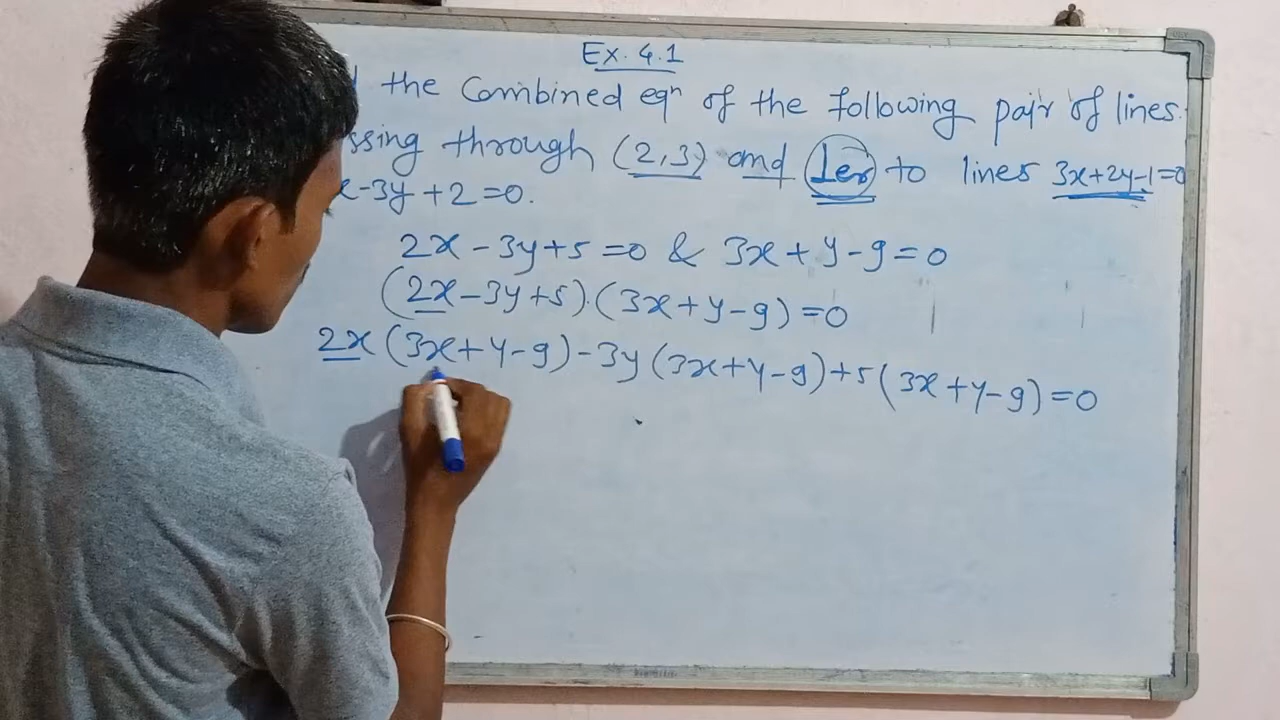 Ex. 4.1
the Combined eqⁿ of the following pair of lines.
ssing through (2,3) and ⊥er to lines 3x+2y-1=0
x-3y+2=0.
2x-3y+5=0 & 3x+y-9=0
(2x-3y+5).(3x+y-9)=0
2x(3x+y-9)-3y(3x+y-9)+5(3x+y-9)=0